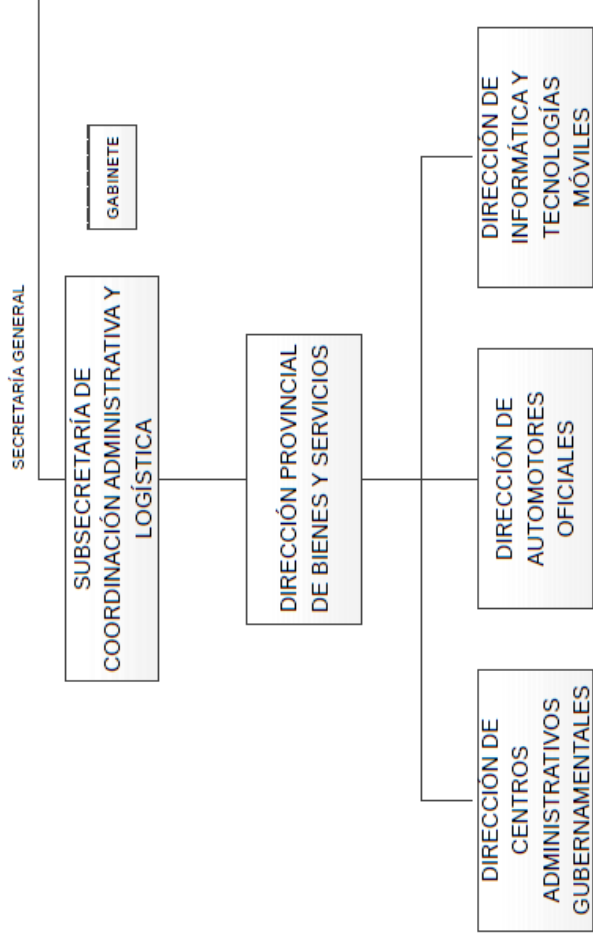 SECRETARÍA GENERAL
SUBSECRETARÍA DE
COORDINACIÓN ADMINISTRATIVA Y
LOGÍSTICA
GABINETE
DIRECCIÓN PROVINCIAL
DE BIENES Y SERVICIOS
DIRECCIÓN DE
CENTROS
ADMINISTRATIVOS
GUBERNAMENTALES
DIRECCIÓN DE
AUTOMOTORES
OFICIALES
DIRECCIÓN DE
INFORMÁTICA Y
TECNOLOGÍAS
MÓVILES